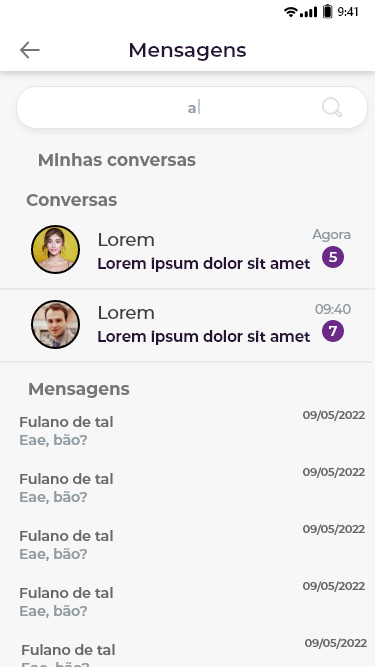 9:41
Mensagens
a
Minhas conversas
Conversas
Lorem
Agora
Lorem ipsum dolor sit amet
5
Lorem
09:40
Lorem ipsum dolor sit amet
7
Mensagens
Fulano de tal
09/05/2022
Eae, bão?
Fulano de tal
09/05/2022
Eae, bão?
Fulano de tal
09/05/2022
Eae, bão?
Fulano de tal
09/05/2022
Eae, bão?
Fulano de tal
09/05/2022
Eae, bão?